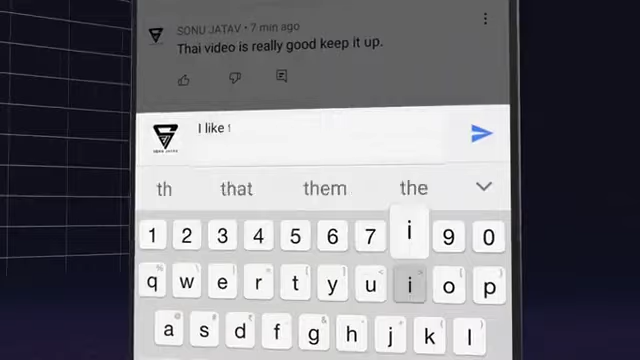 SONU JATAV • 7 min ago
Thai video is really good keep it up.
I like t
th that them the
i
1 2 3 4 5 6 7 9 0
q w e r t y u i o p
a s d f g h j k l